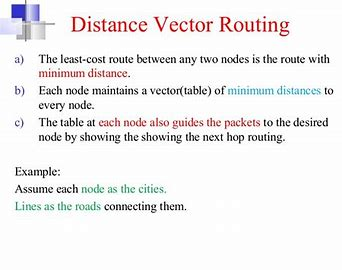 Distance Vector Routing
a) The least-cost route between any two nodes is the route with
minimum distance.
b) Each node maintains a vector(table) of minimum distances to
every node.
c) The table at each node also guides the packets to the desired
node by showing the showing the next hop routing.
Example:
Assume each node as the cities.
Lines as the roads connecting them.